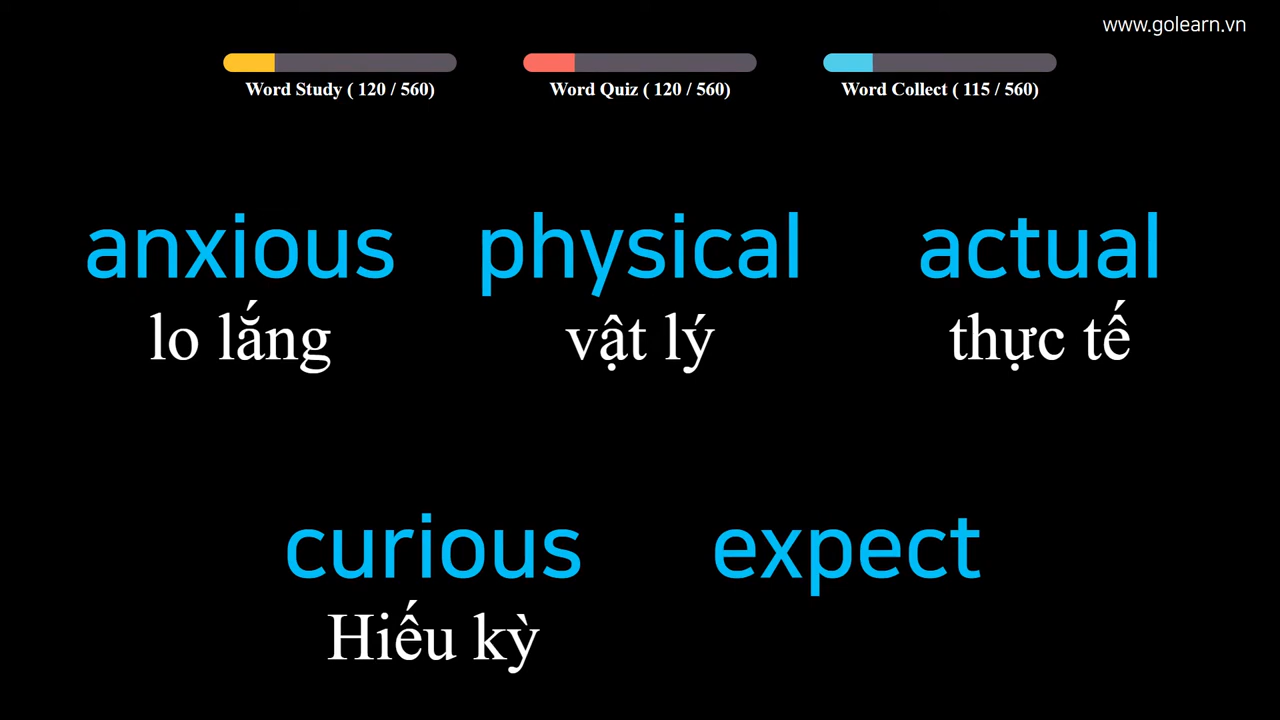 www.golearn.vn
Word Study ( 120 / 560)
Word Quiz ( 120 / 560)
Word Collect ( 115 / 560)
anxious physical actual
lo lắng vật lý thực tế
curious expect
Hiếu kỳ